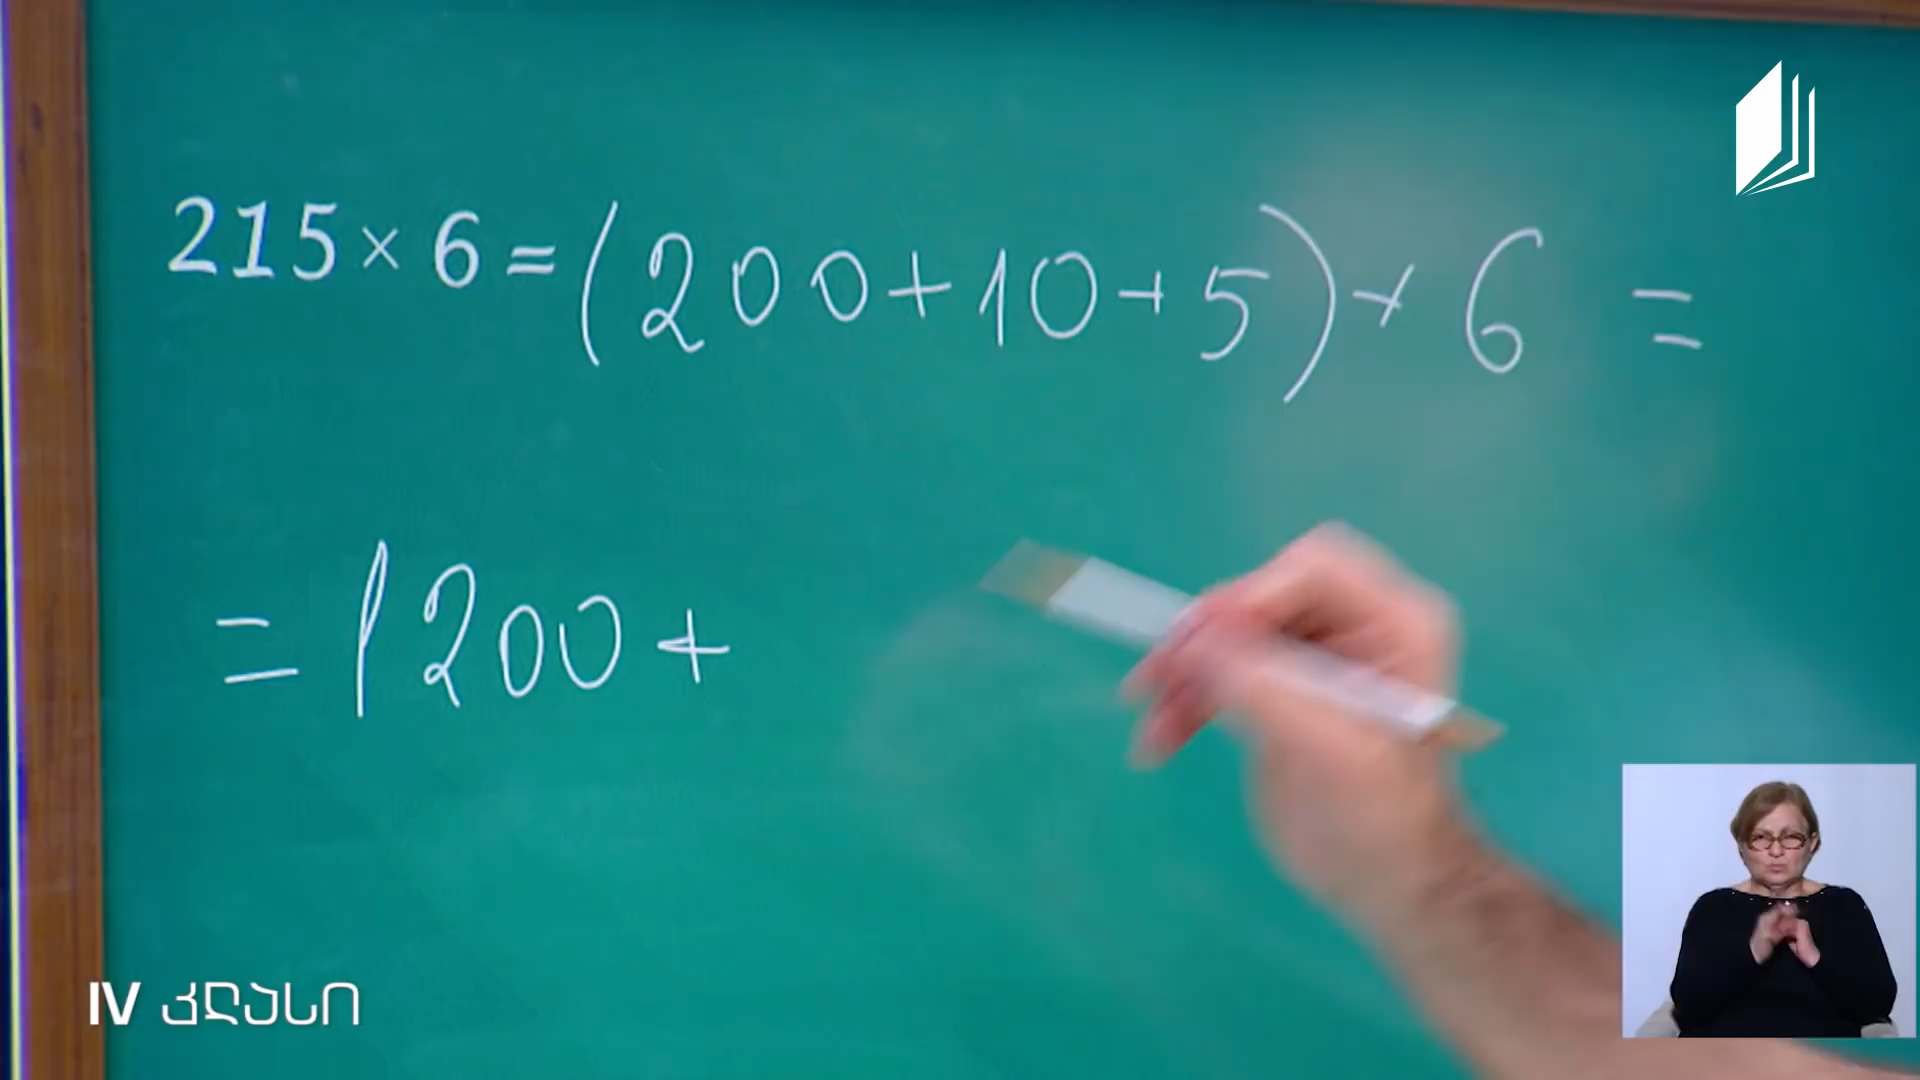 215 × 6 = (200+10+5) × 6 =
= 1200 +
IV კლასი